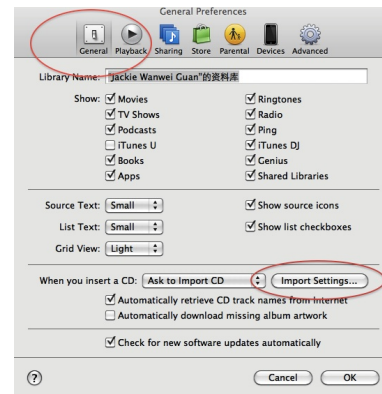 General Preferences
General Playback Sharing Store Parental Devices Advanced
Library Name: "Jackie Wanwei Guan"的资料库
Show: Movies Ringtones
TV Shows Radio
Podcasts Ping
iTunes U iTunes DJ
Books Genius
Apps Shared Libraries
Source Text: Small Show source icons
List Text: Small Show list checkboxes
Grid View: Light
When you insert a CD: Ask to Import CD Import Settings...
Automatically retrieve CD track names from Internet
Automatically download missing album artwork
Check for new software updates automatically
? Cancel OK